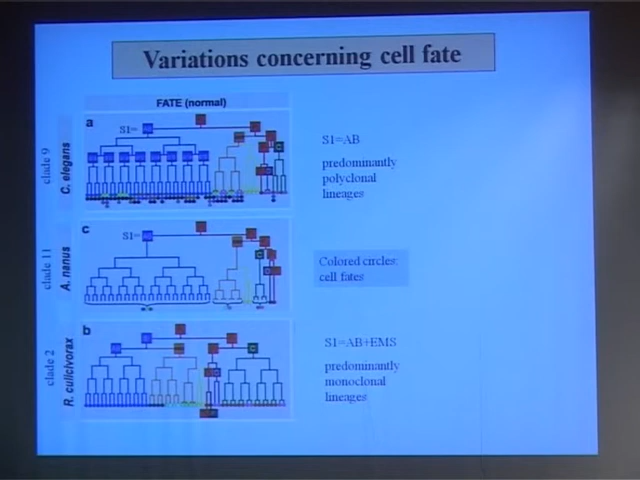 Variations concerning cell fate
FATE (normal)
a
S1=
clade 9
C. elegans
S1=AB
predominantly
polyclonal
lineages
c
S1=
clade 11
A. nanus
Colored circles:
cell fates
b
clade 2
R. culicivorax
S1=AB+EMS
predominantly
monoclonal
lineages